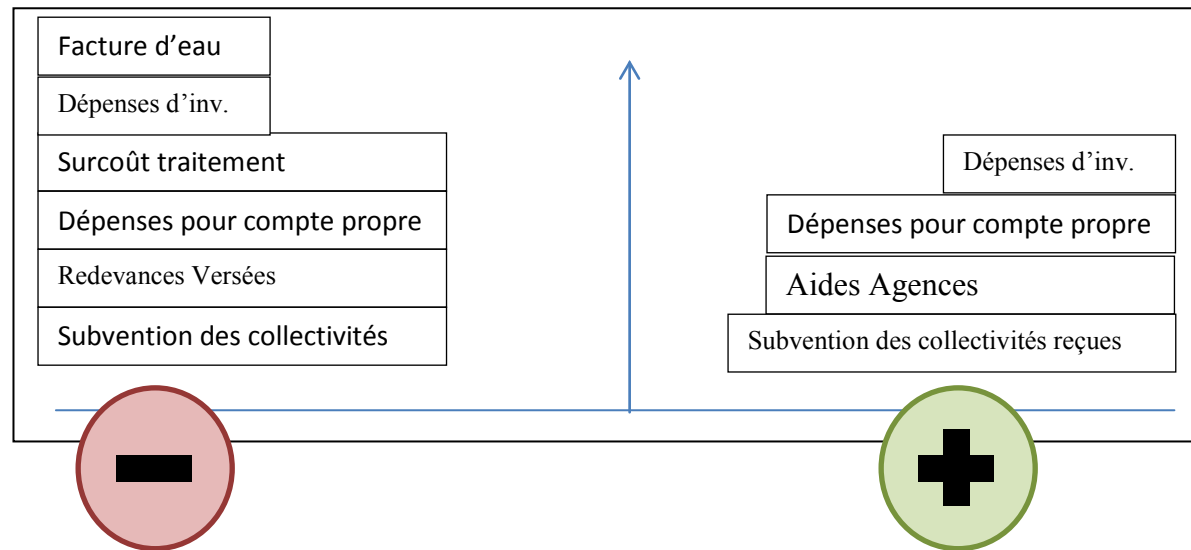 Facture d'eau
Dépenses d'inv.
Surcoût traitement
Dépenses pour compte propre
Redevances Versées
Subvention des collectivités
Dépenses d'inv.
Dépenses pour compte propre
Aides Agences
Subvention des collectivités reçues